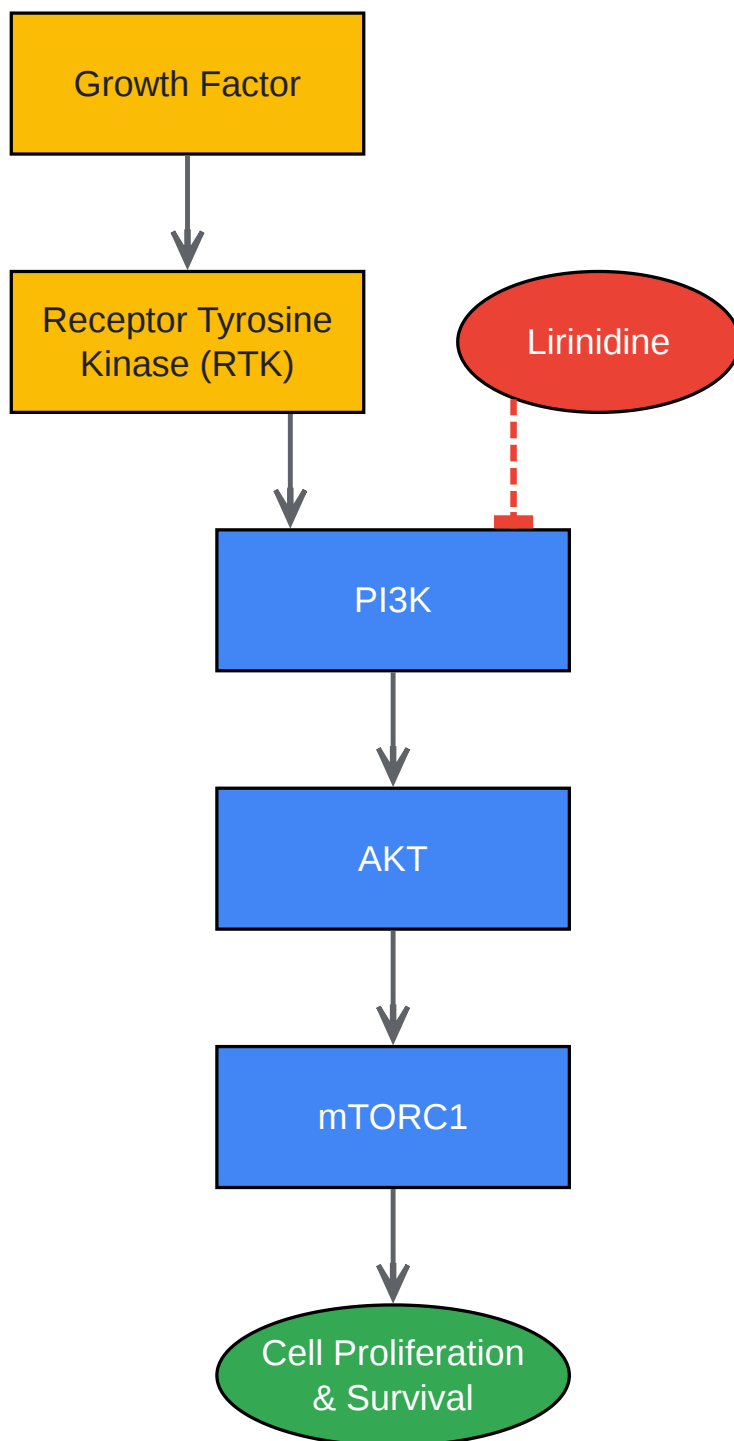 Growth Factor
Receptor Tyrosine
Kinase (RTK)
Lirinidine
PI3K
AKT
mTORC1
Cell Proliferation
& Survival